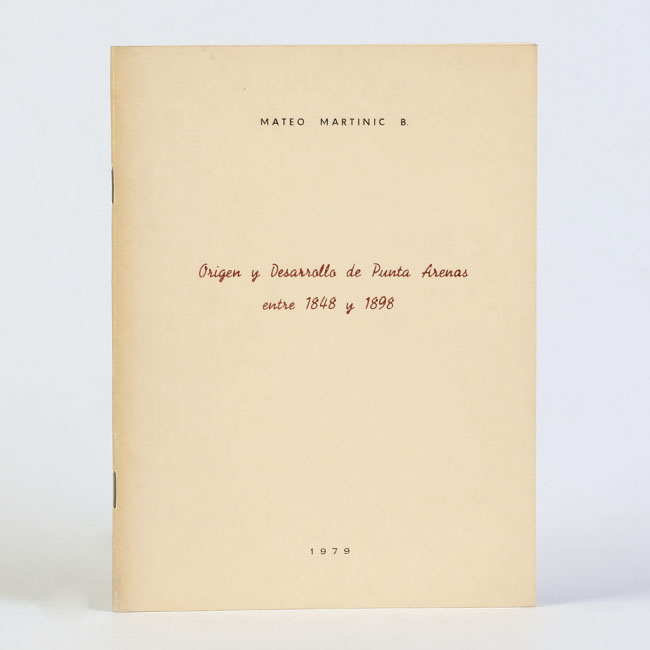 MATEO MARTINIC B.
Origen y Desarrollo de Punta Arenas
entre 1848 y 1898
1979